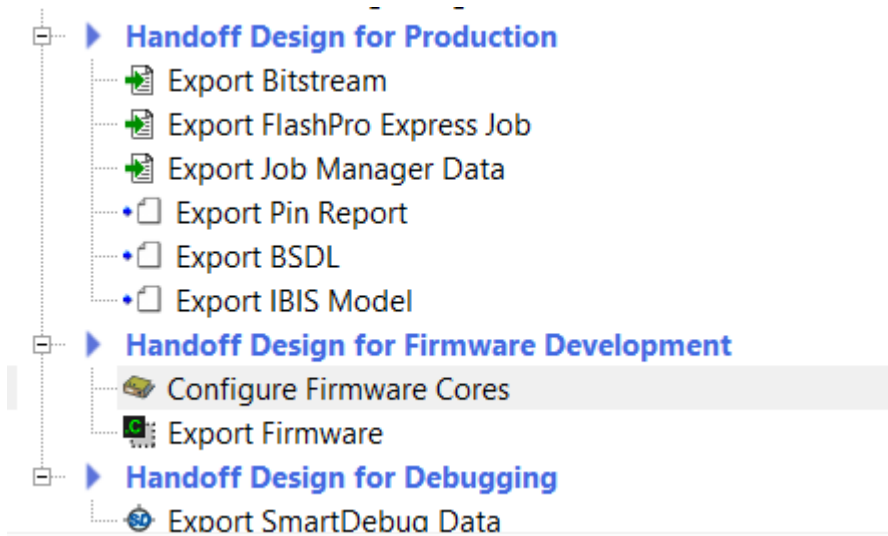 Handoff Design for Production
Export Bitstream
Export FlashPro Express Job
Export Job Manager Data
Export Pin Report
Export BSDL
Export IBIS Model
Handoff Design for Firmware Development
Configure Firmware Cores
.C
Export Firmware
Handoff Design for Debugging
SD
Export SmartDebug Data